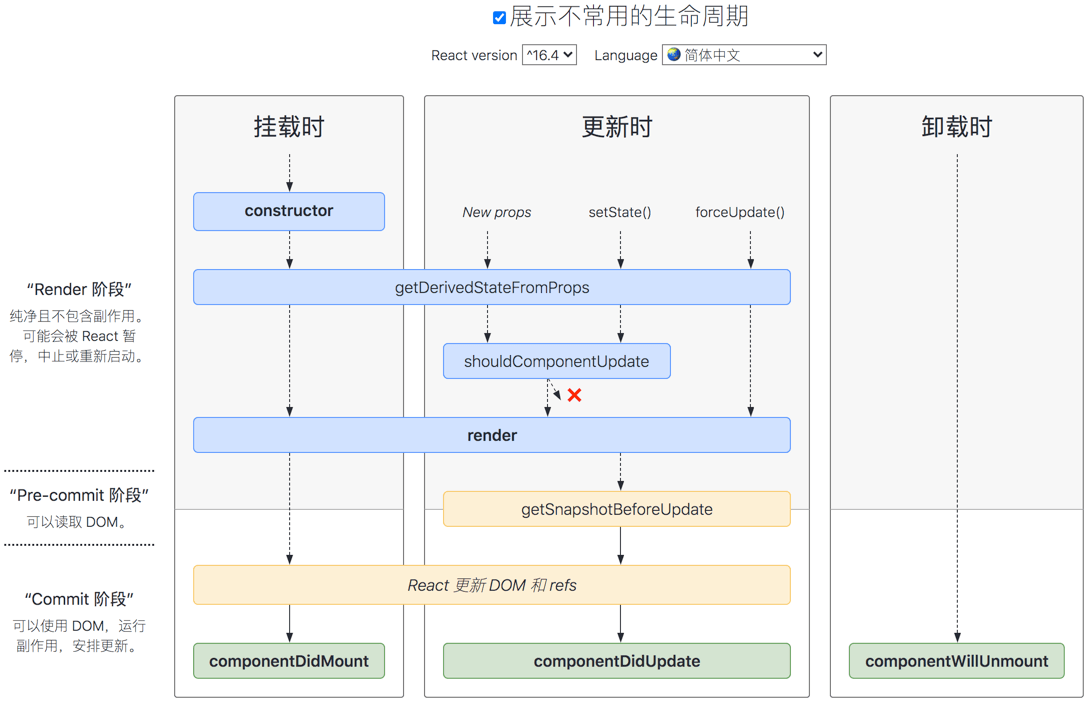 展示不常用的生命周期
React version ^16.4 Language 简体中文
挂载时
更新时
卸载时
constructor
New props
setState()
forceUpdate()
“Render 阶段”
纯净且不包含副作用。
可能会被 React 暂
停，中止或重新启动。
getDerivedStateFromProps
shouldComponentUpdate
render
“Pre-commit 阶段”
可以读取 DOM。
getSnapshotBeforeUpdate
React 更新 DOM 和 refs
“Commit 阶段”
可以使用 DOM，运行
副作用，安排更新。
componentDidMount
componentDidUpdate
componentWillUnmount